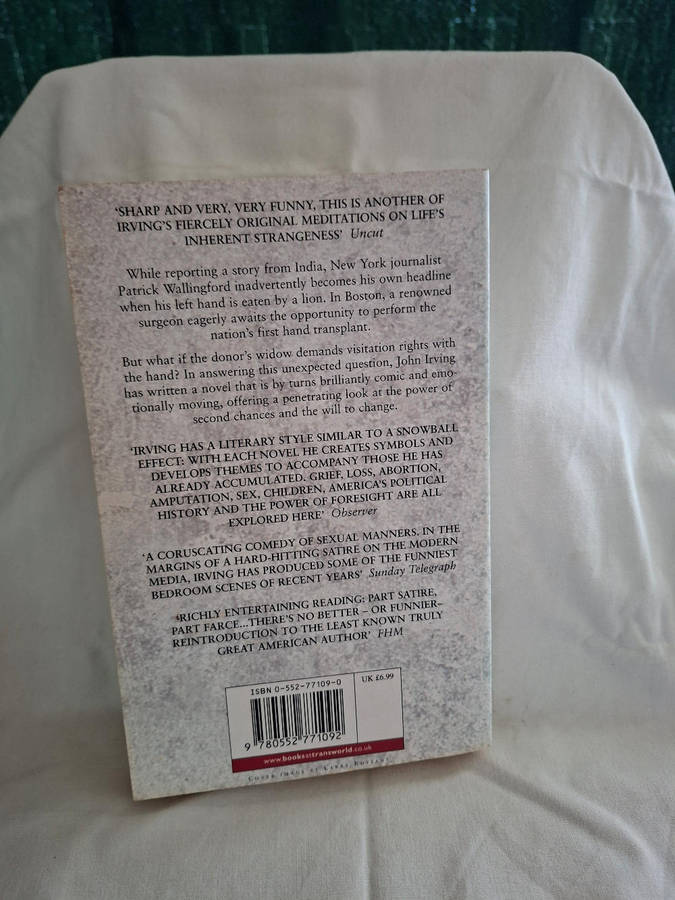 ‘SHARP AND VERY, VERY FUNNY, THIS IS ANOTHER OF
IRVING’S FIERCELY ORIGINAL MEDITATIONS ON LIFE’S
INHERENT STRANGENESS’ Uncut
While reporting a story from India, New York journalist
Patrick Wallingford inadvertently becomes his own headline
when his left hand is eaten by a lion. In Boston, a renowned
surgeon eagerly awaits the opportunity to perform the
nation’s first hand transplant.
But what if the donor’s widow demands visitation rights with
the hand? In answering this unexpected question, John Irving
has written a novel that is by turns brilliantly comic and emo-
tionally moving, offering a penetrating look at the power of
second chances and the will to change.
‘IRVING HAS A LITERARY STYLE SIMILAR TO A SNOWBALL
EFFECT: WITH EACH NOVEL HE CREATES SYMBOLS AND
DEVELOPS THEMES TO ACCOMPANY THOSE HE HAS
ALREADY ACCUMULATED. GRIEF, LOSS, ABORTION,
AMPUTATION, SEX, CHILDREN, AMERICA’S POLITICAL
HISTORY AND THE POWER OF FORESIGHT ARE ALL
EXPLORED HERE’ Observer
‘A CORUSCATING COMEDY OF SEXUAL MANNERS. IN THE
MARGINS OF A HARD-HITTING SATIRE ON THE MODERN
MEDIA, IRVING HAS PRODUCED SOME OF THE FUNNIEST
BEDROOM SCENES OF RECENT YEARS’ Sunday Telegraph
‘RICHLY ENTERTAINING READING: PART SATIRE,
PART FARCE...THERE’S NO BETTER – OR FUNNIER–
REINTRODUCTION TO THE LEAST KNOWN TRULY
GREAT AMERICAN AUTHOR’ FHM
ISBN 0-552-77109-0
UK £6.99
9 780552 771092
www.booksattransworld.co.uk
COVER IMAGE BY LARRY